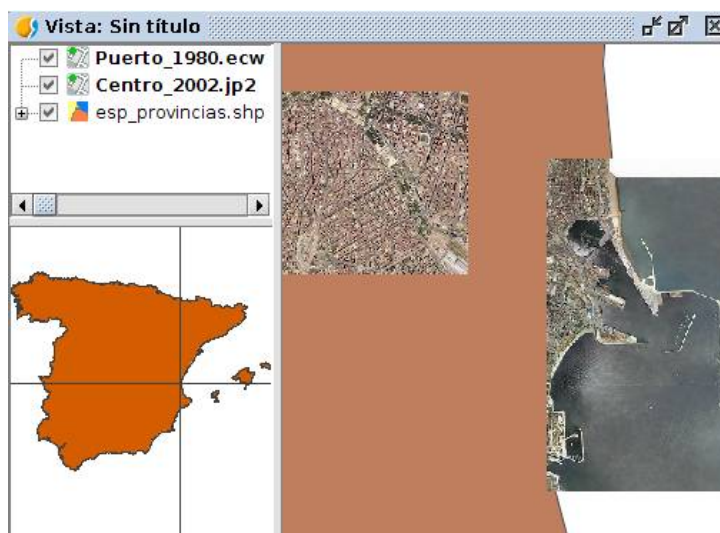 Vista: Sin título
Puerto_1980.ecw
Centro_2002.jp2
esp_provincias.shp